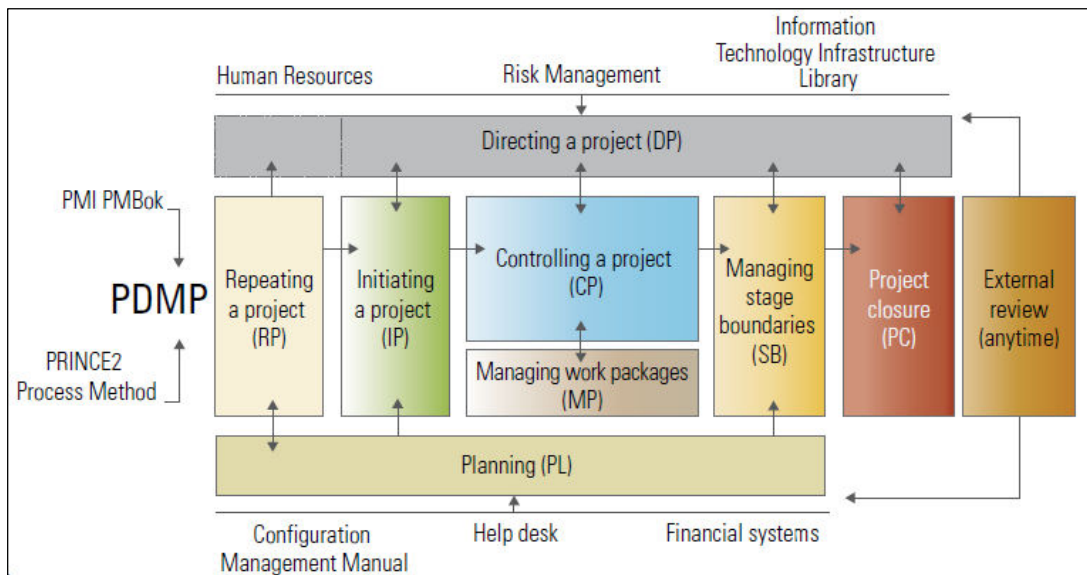 Information
Technology Infrastructure
Library
Human Resources
Risk Management
Directing a project (DP)
PMI PMBok
PDMP
PRINCE2
Process Method
Repeating
a project
(RP)
Initiating
a project
(IP)
Controlling a project
(CP)
Managing work packages
(MP)
Managing
stage
boundaries
(SB)
Project
closure
(PC)
External
review
(anytime)
Planning (PL)
Configuration
Management Manual
Help desk
Financial systems